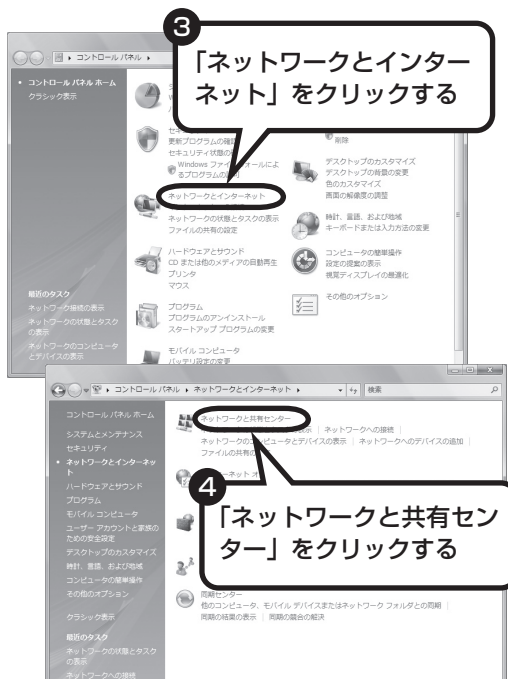 3
「ネットワークとインター
ネット」をクリックする
コントロール パネル
コントロール パネル ホーム
クラシック表示
更新プログラムの確認
セキュリティ状態の
Windows ファイ
ォールによ
るプログラムの
ネットワークとインターネット
ネットワークの状態とタスクの表示
ファイルの共有の設定
ハードウェアとサウンド
CD または他のメディアの自動再生
プリンタ
マウス
プログラム
プログラムのアンインストール
スタートアップ プログラムの変更
モバイル コンピュータ
バッテリ設定の変更
削除
デスクトップのカスタマイズ
デスクトップの背景の変更
色のカスタマイズ
画面の解像度の調整
時計、言語、および地域
キーボードまたは入力方法の変更
コンピュータの簡単操作
設定の提案の表示
視覚ディスプレイの最適化
その他のオプション
最近のタスク
ネットワーク接続の表示
ネットワークの状態とタスク
の表示
ネットワークのコンピュータ
とデバイスの表示
コントロール パネル ネットワークとインターネット
検索
コントロール パネル ホーム
システムとメンテナンス
セキュリティ
ネットワークとインターネッ
ト
ハードウェアとサウンド
プログラム
モバイル コンピュータ
ユーザー アカウントと家族の
ための安全設定
デスクトップのカスタマイズ
時計、言語、および地域
コンピュータの簡単操作
その他のオプション
クラシック表示
最近のタスク
ネットワークの状態とタスク
の表示
ネットワークへの接続
ネットワークと共有センター
表示 | ネットワークへの接続 |
ネットワークのコンピュータとデバイスの表示 | ネットワークへのデバイスの追加 |
ファイルの共有の
ーネット オ
4
「ネットワークと共有セン
ター」をクリックする
同期センター
他のコンピュータ、モバイル デバイスまたはネットワーク フォルダとの同期 |
同期の結果の表示 | 同期の競合の解決